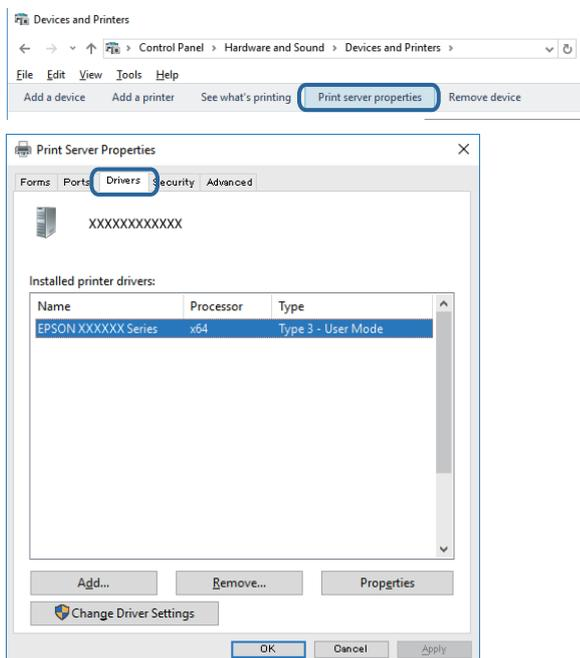 Devices and Printers
Control Panel > Hardware and Sound > Devices and Printers >
File Edit View Tools Help
Add a device Add a printer See what's printing Print server properties Remove device
Print Server Properties
Forms Ports Drivers Security Advanced
XXXXXXXXXXXX
Installed printer drivers:
Name Processor Type
EPSON XXXXXX Series x64 Type 3 - User Mode
Add... Remove... Properties
Change Driver Settings
OK Cancel Apply